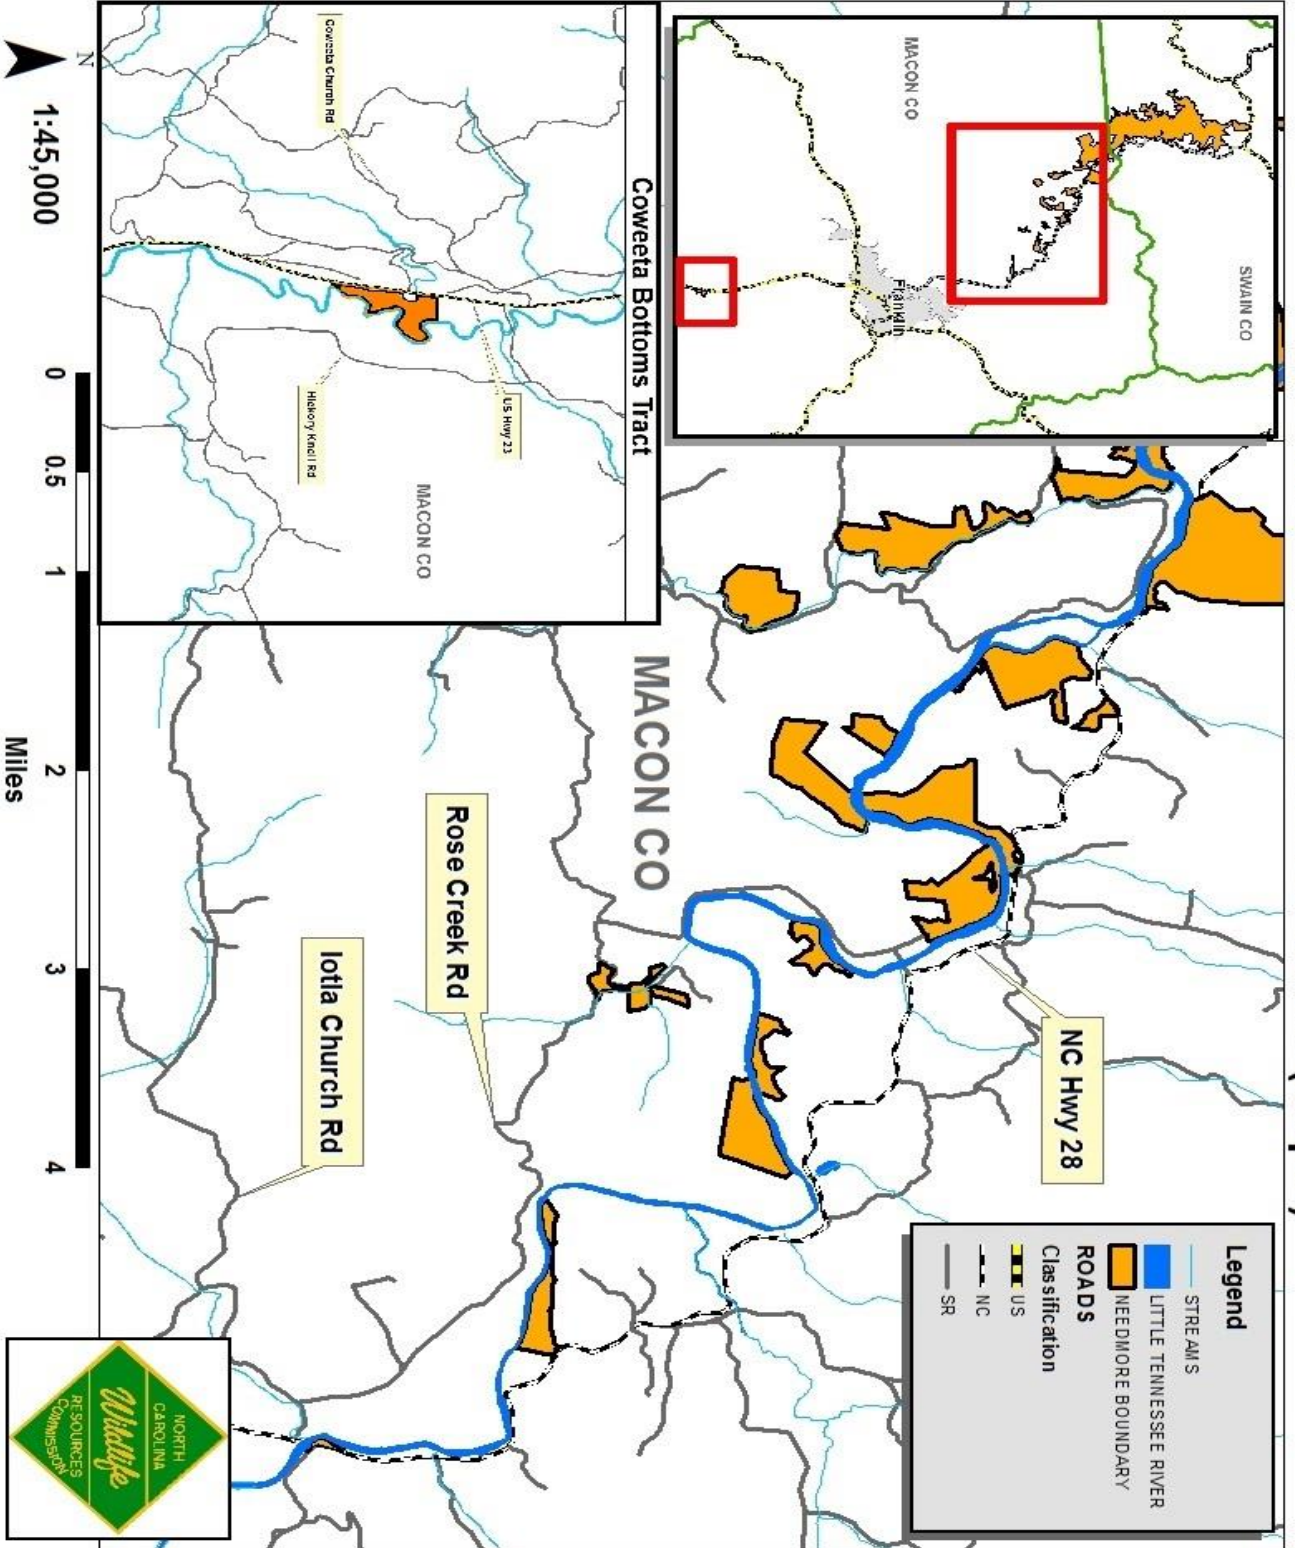 MACON CO
SWAIN CO
Franklin
Coweeta Bottoms Tract
Coweeta Church Rd
US Hwy 23
Hickory Knoll Rd
MACON CO
MACON CO
NC Hwy 28
Rose Creek Rd
Iotla Church Rd
Legend
STREAMS
LITTLE TENNESSEE RIVER
NEEDMORE BOUNDARY
ROADS
Classification
US
NC
SR
N
1:45,000
0 0.5 1 2 3 4
Miles
NORTH
CAROLINA
Wildlife
RESOURCES
COMMISSION